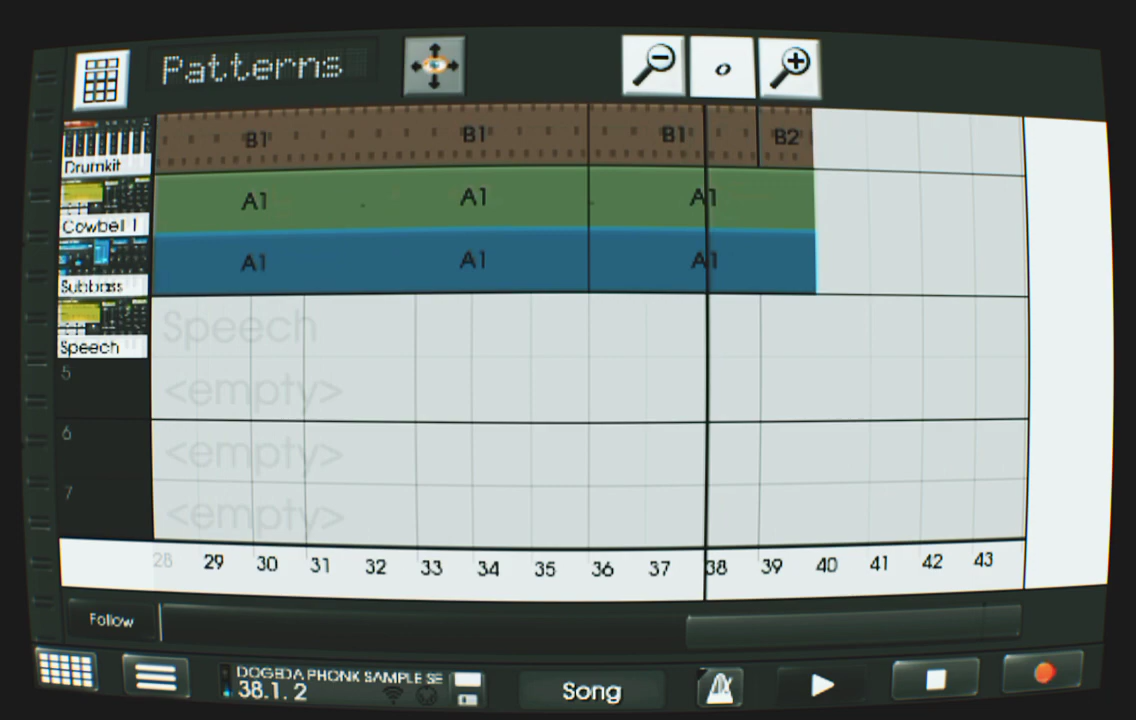 Patterns
B1 B1 B1 B2
Drumkit
A1 A1 A1
Cowbell 1
A1 A1 A1
Subbass
Speech
Speech
5 <empty>
6 <empty>
7 <empty>
28 29 30 31 32 33 34 35 36 37 38 39 40 41 42 43
Follow
DOGEDA PHONK SAMPLE SE
38.1. 2
Song